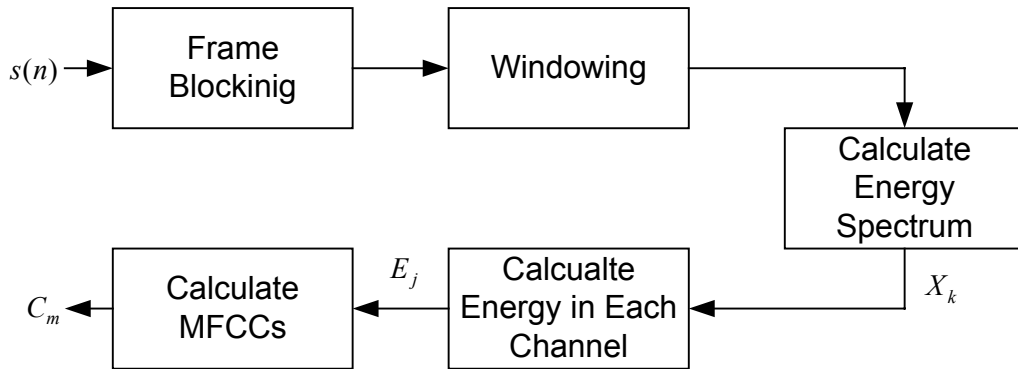 s(n)
Frame
Blockinig
Windowing
Calculate
Energy
Spectrum
X_k
Calcualte
Energy in Each
Channel
E_j
Calculate
MFCCs
C_m